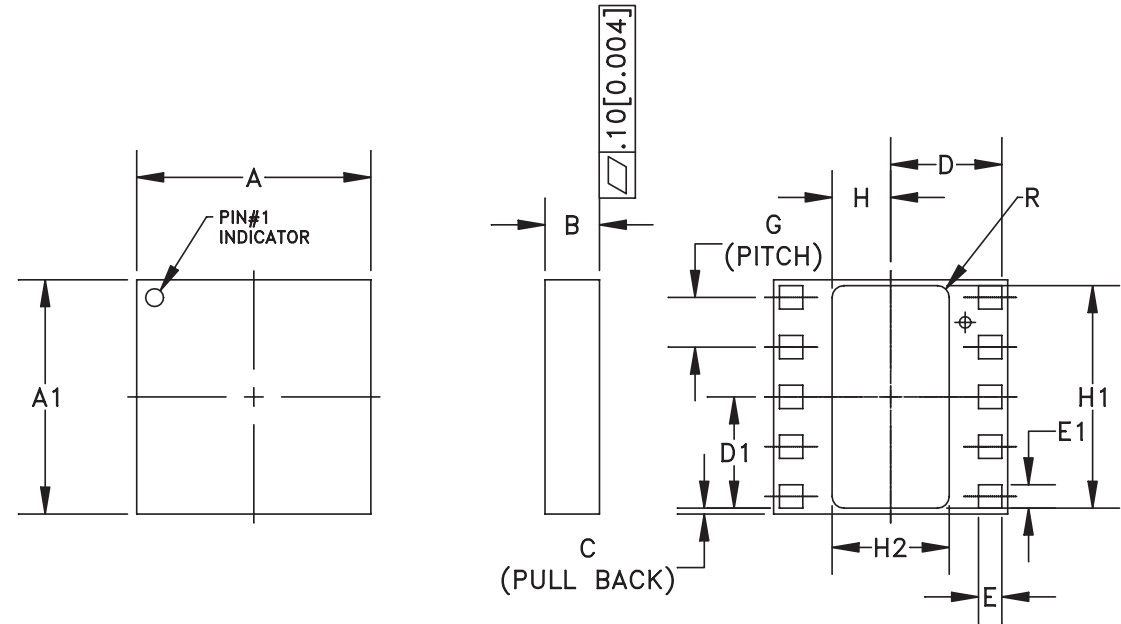 .10[0.004]
A
PIN#1
INDICATOR
A1
B
D
H
R
G
(PITCH)
D1
H1
E1
C
(PULL BACK)
H2
E